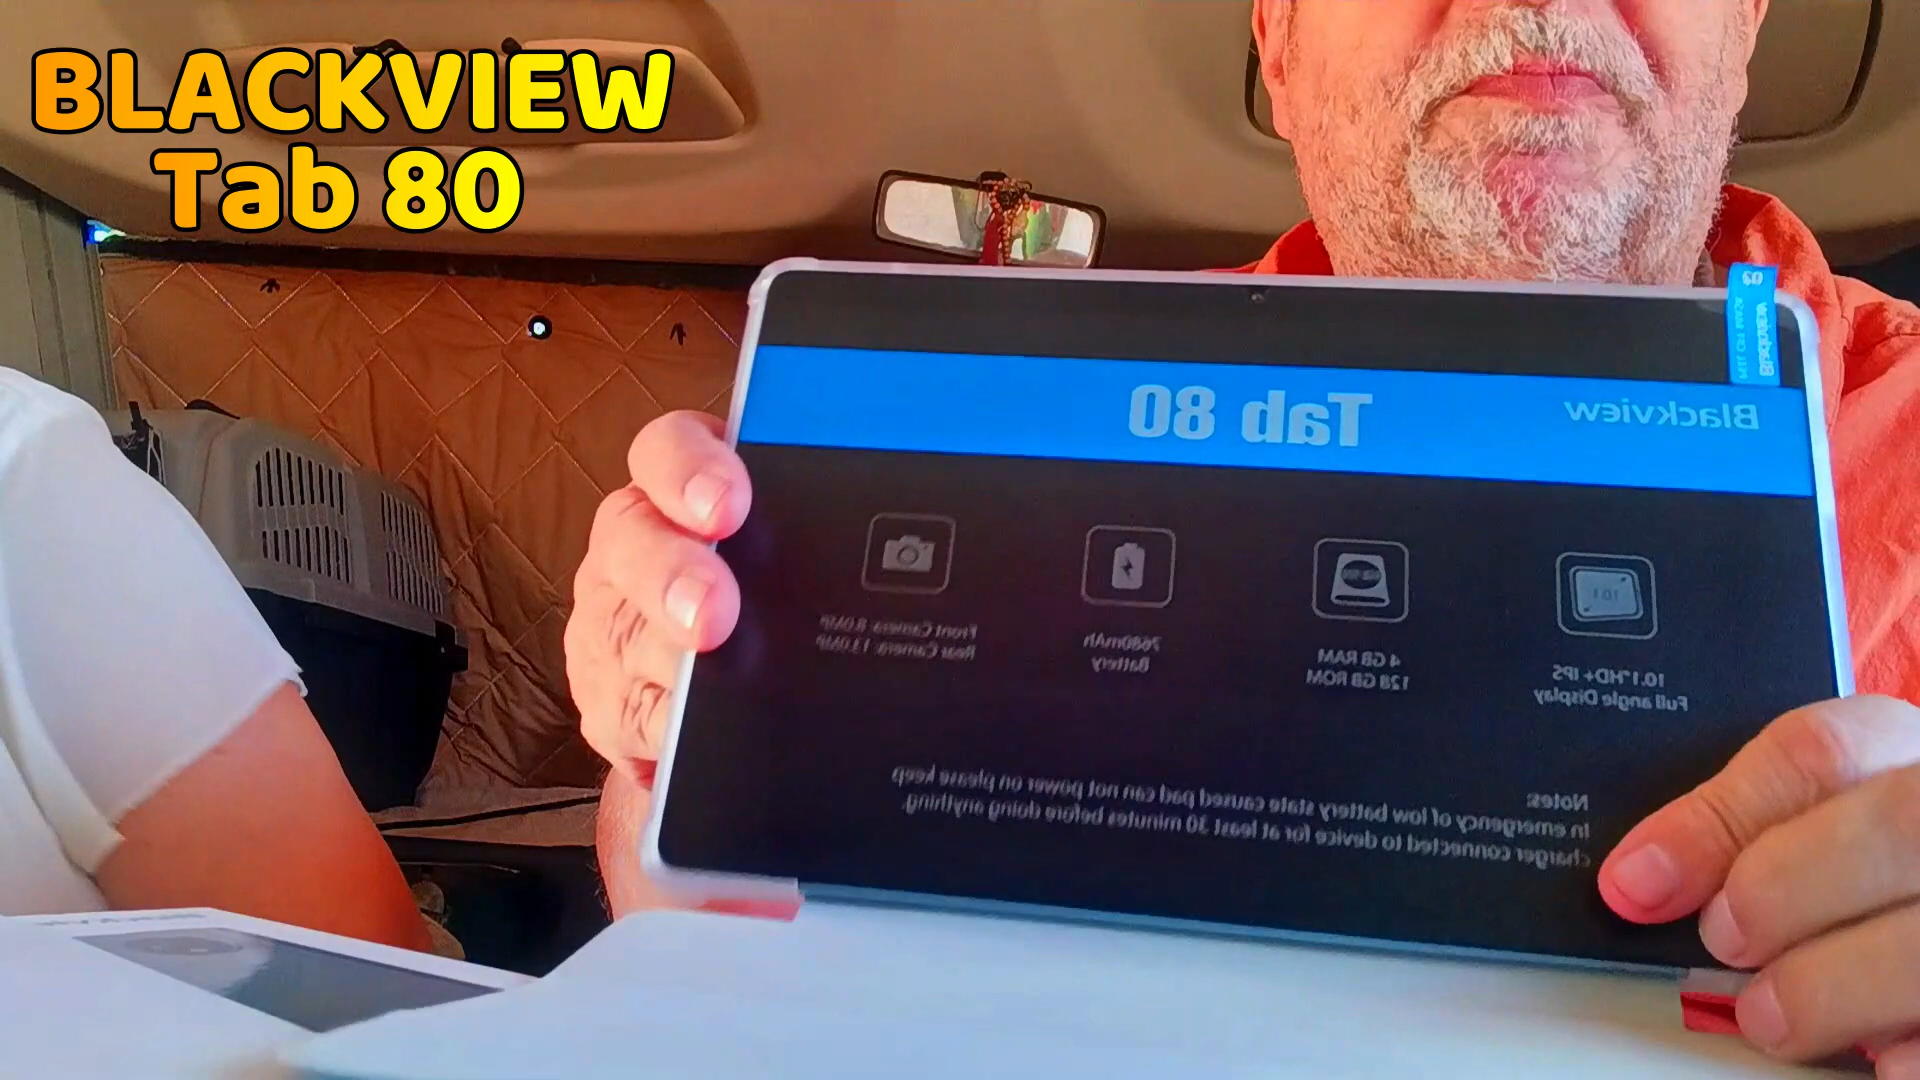 BLACKVIEW
Tab 80
Blackview
Tab 80
10.1"HD+ IPS
Full angle Display
4 GB RAM
128 GB ROM
7680mAh
Battery
Front Camera: 8.0MP
Rear Camera: 13.0MP
Notes:
In emergency of low battery state caused pad can not power on please keep
charger connected to device for at least 30 minutes before doing anything.